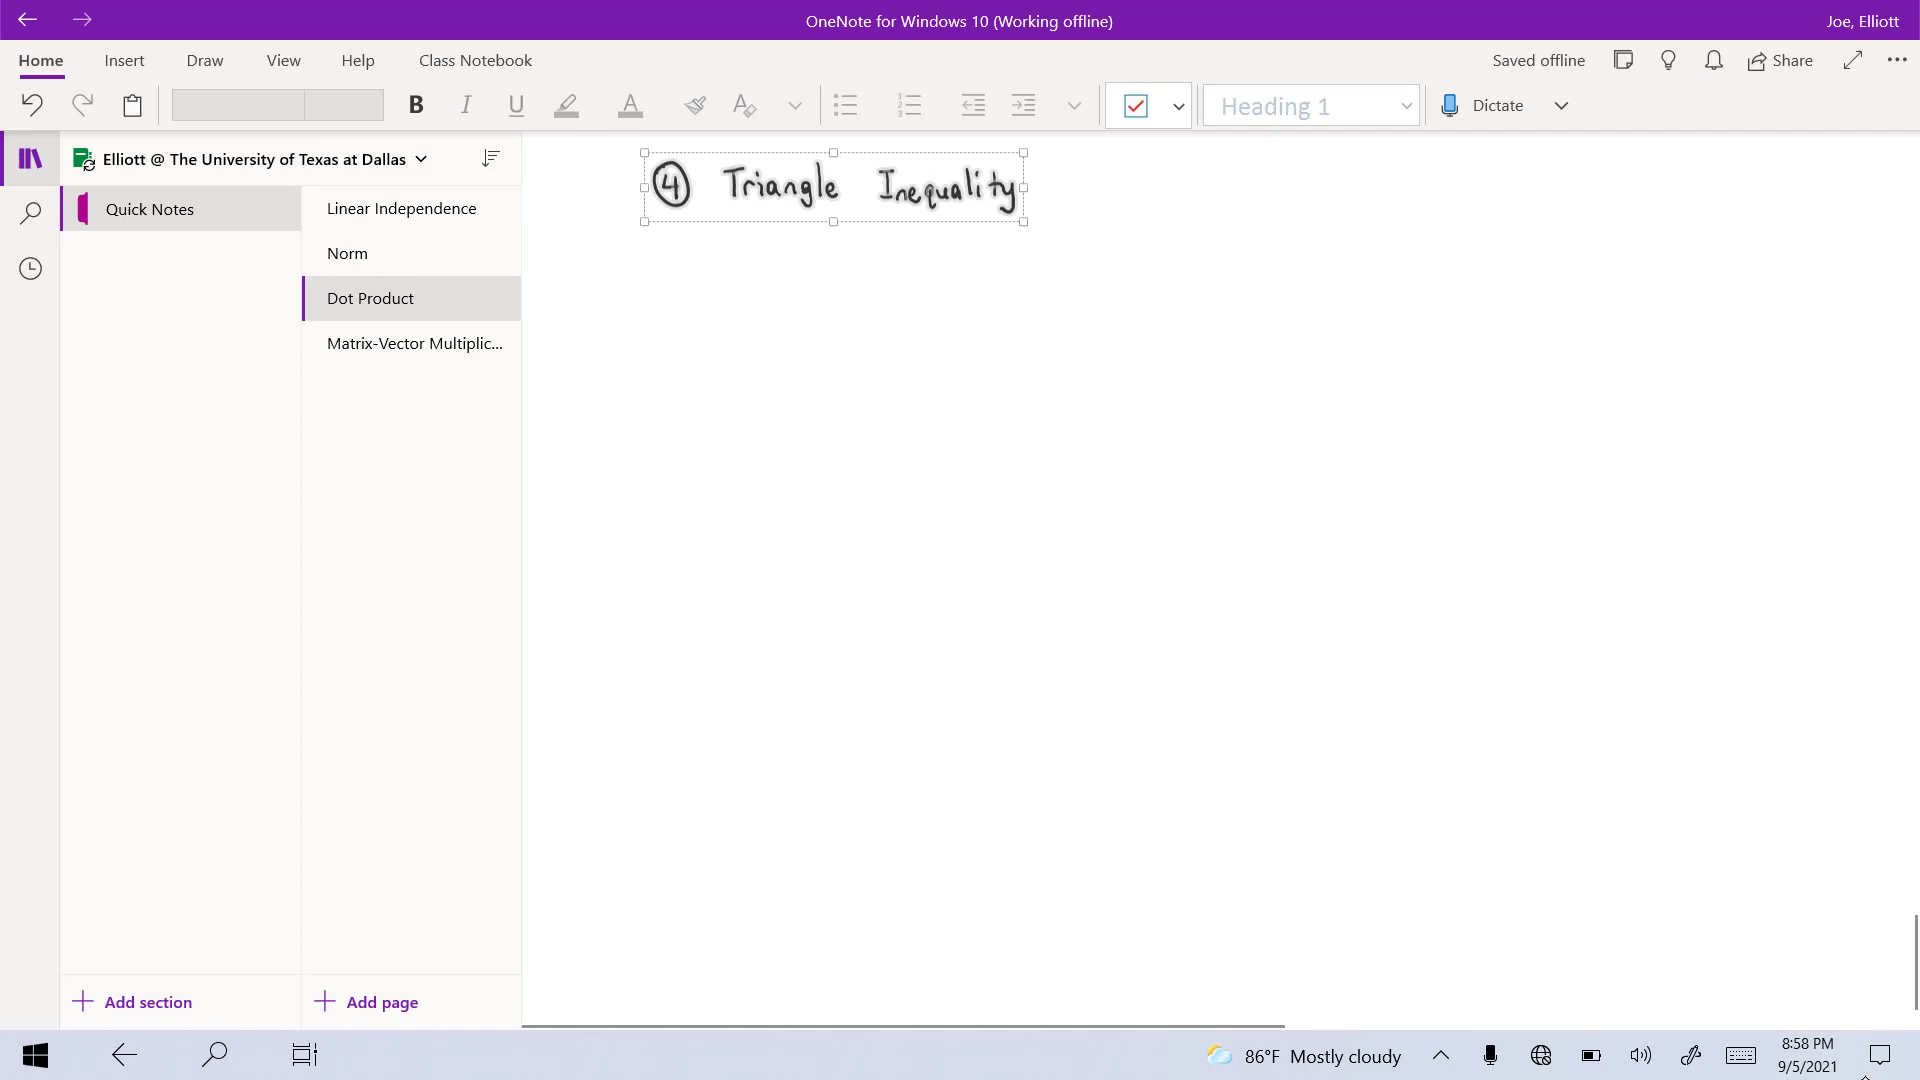 OneNote for Windows 10 (Working offline)
Joe, Elliott
Home Insert Draw View Help Class Notebook
Saved offline
Share
B I U A
Heading 1
Dictate
Elliott @ The University of Texas at Dallas
Quick Notes
Linear Independence
Norm
Dot Product
Matrix-Vector Multiplic...
④ Triangle Inequality
Add section
Add page
86°F Mostly cloudy
8:58 PM
9/5/2021